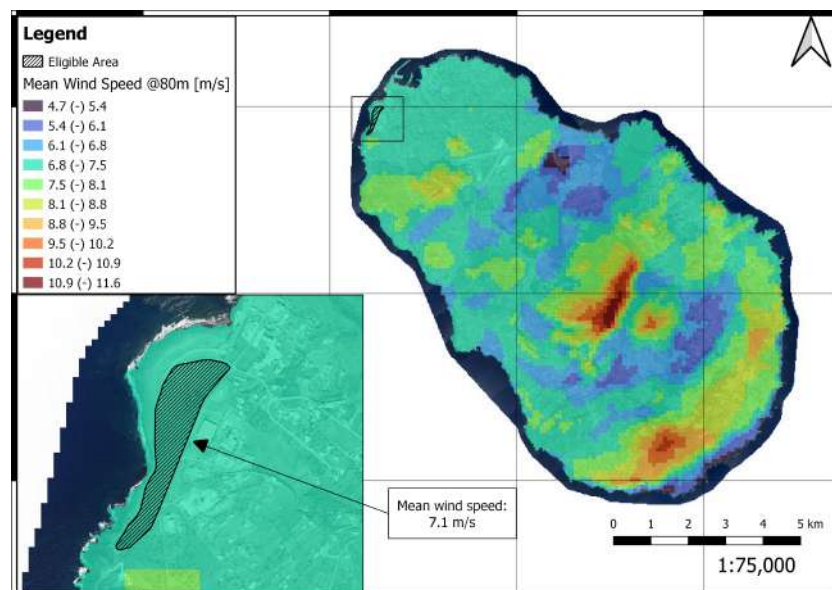 Legend
Eligible Area
Mean Wind Speed @80m [m/s]
4.7 (-) 5.4
5.4 (-) 6.1
6.1 (-) 6.8
6.8 (-) 7.5
7.5 (-) 8.1
8.1 (-) 8.8
8.8 (-) 9.5
9.5 (-) 10.2
10.2 (-) 10.9
10.9 (-) 11.6
Mean wind speed:
7.1 m/s
0 1 2 3 4 5 km
1:75,000